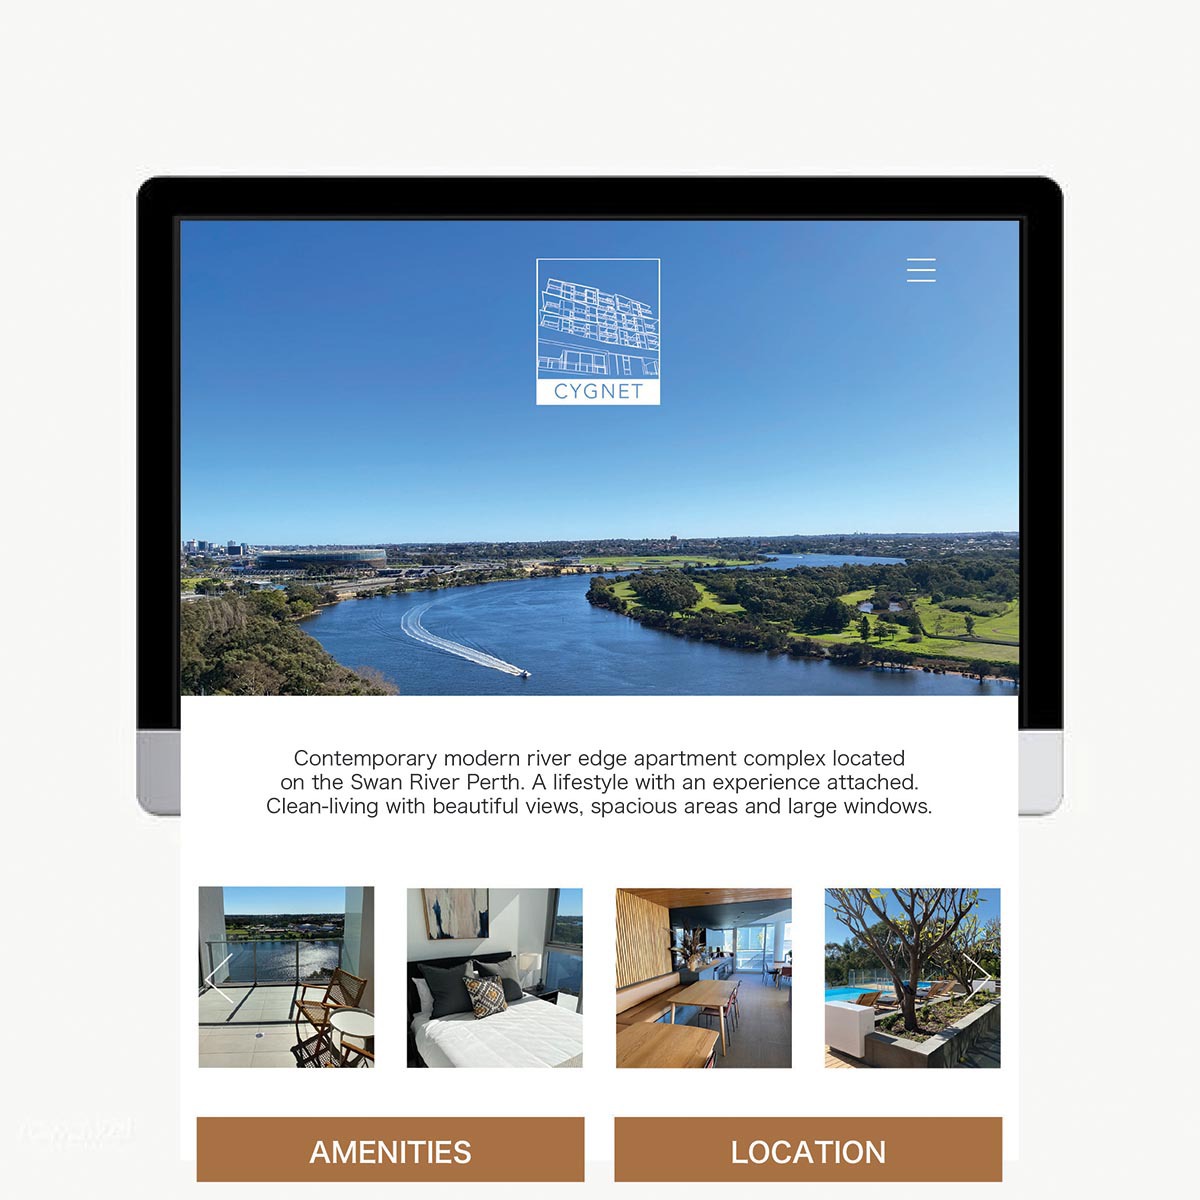 CYGNET
Contemporary modern river edge apartment complex located
on the Swan River Perth. A lifestyle with an experience attached.
Clean-living with beautiful views, spacious areas and large windows.
AMENITIES
LOCATION